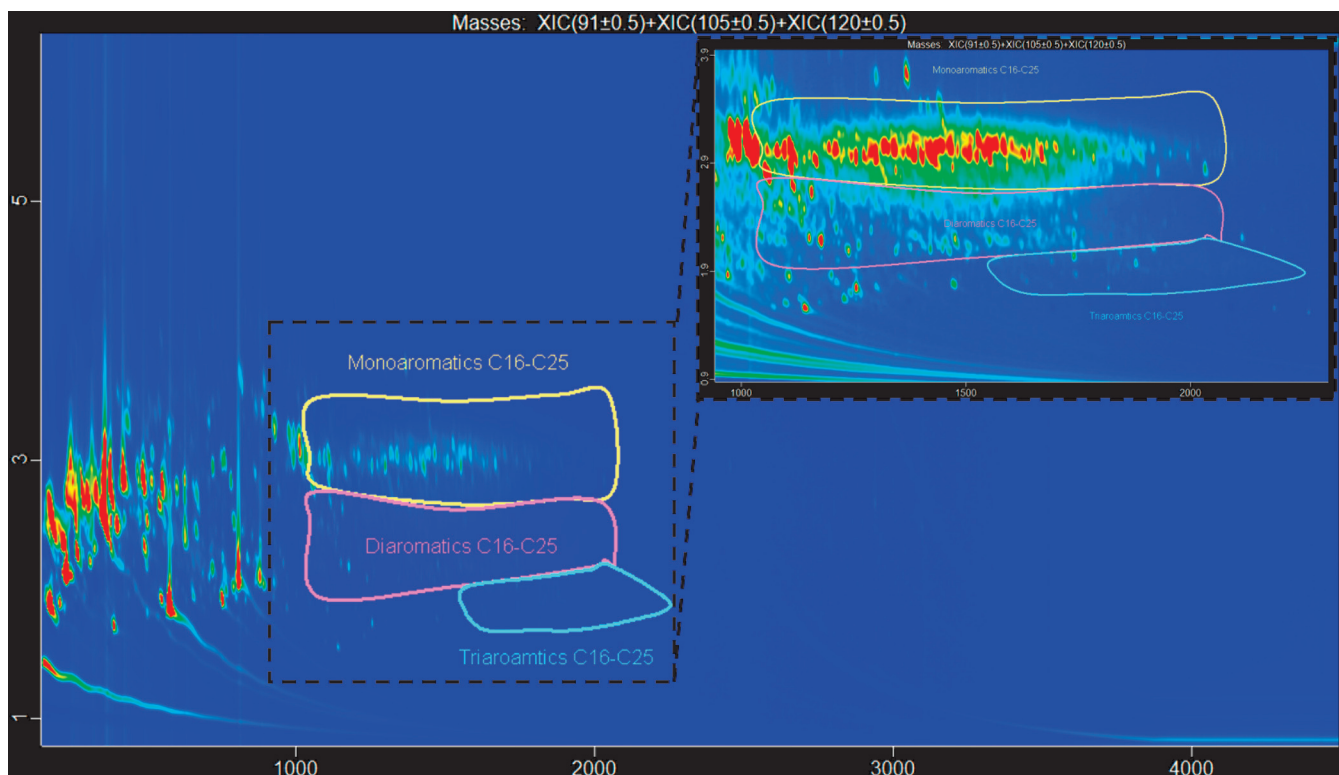 Masses: XIC(91±0.5)+XIC(105±0.5)+XIC(120±0.5)
Masses: XIC(91±0.5)+XIC(105±0.5)+XIC(120±0.5)
3.9
Monoaromatics C16-C25
2.9
Diaromatics C16-C25
1.9
Triaroamtics C16-C25
0.9
1000
1500
2000
5
Monoaromatics C16-C25
3
Diaromatics C16-C25
Triaroamtics C16-C25
1
1000
2000
3000
4000